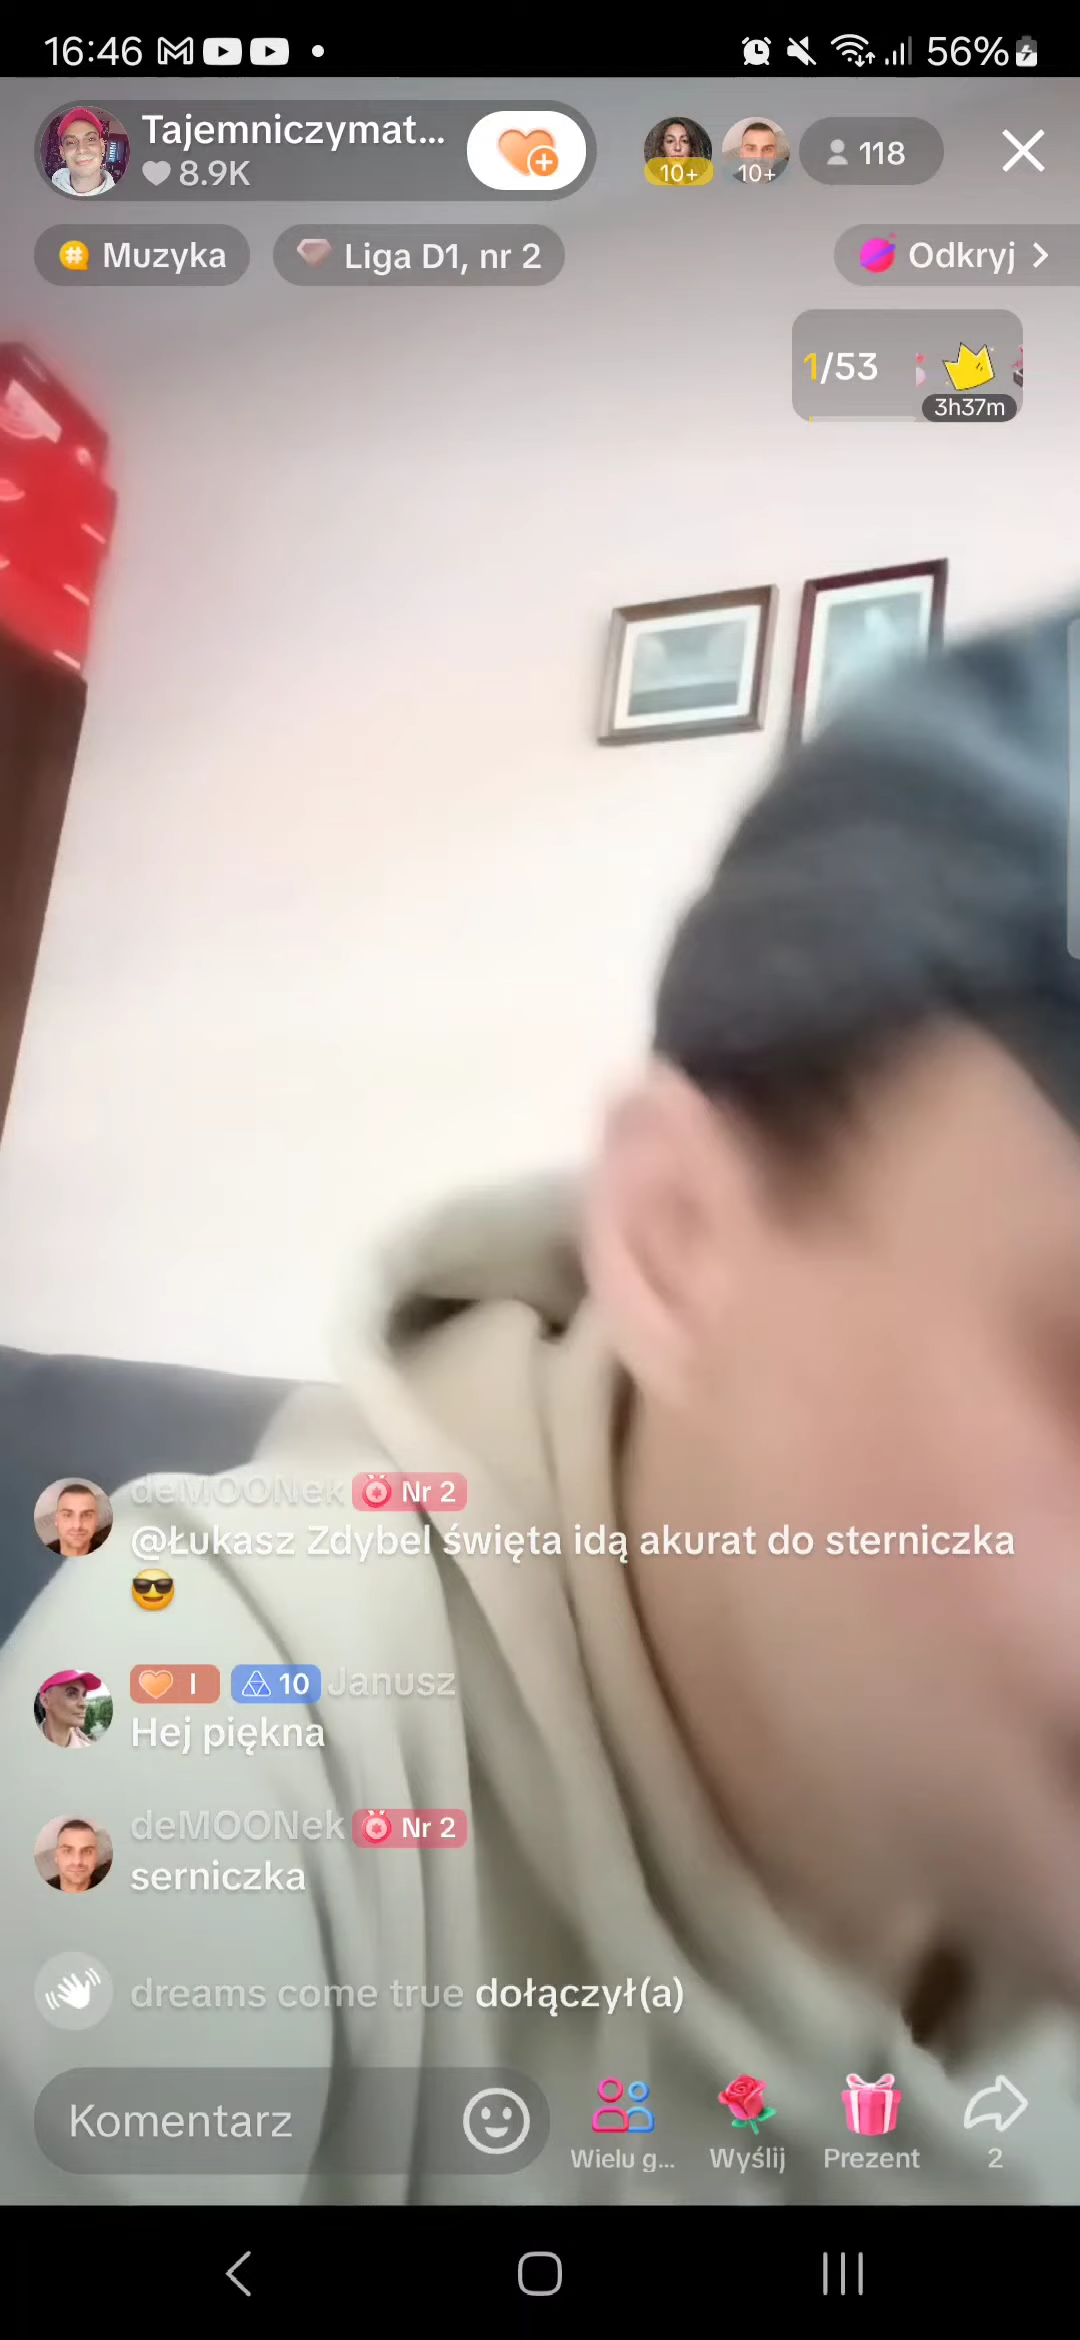 16:46
56%
Tajemniczymat...
8.9K
10+
10+
118
Muzyka
Liga D1, nr 2
Odkryj
1/53
3h37m
deMOONek Nr 2
@Łukasz Zdybel święta idą akurat do sterniczka
😎
I 10 Janusz
Hej piękna
deMOONek Nr 2
serniczka
dreams come true dołączył(a)
Komentarz
Wielu g...
Wyślij
Prezent
2